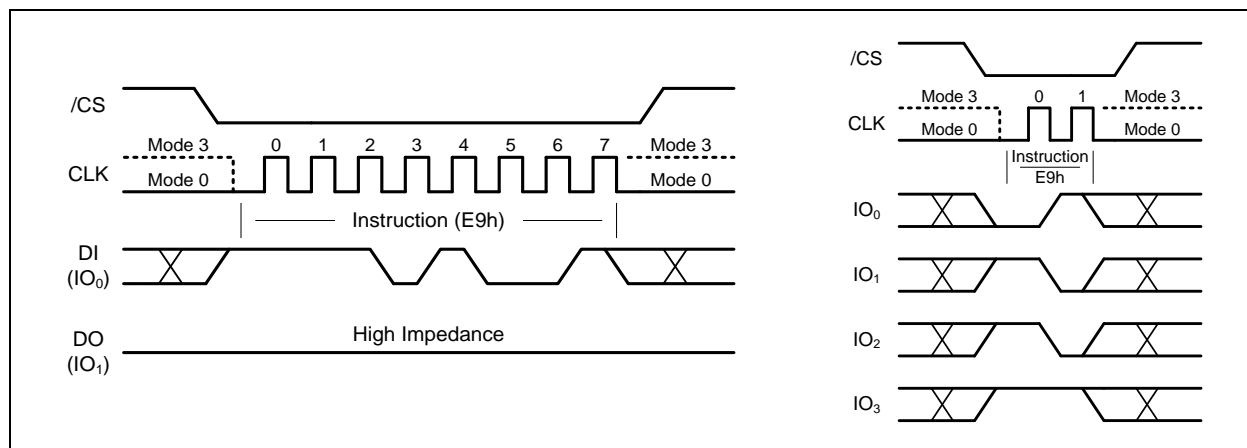 /CS
Mode 3 0 1 2 3 4 5 6 7 Mode 3
CLK
Mode 0 Mode 0
Instruction (E9h)
DI
(IO₀)
High Impedance
DO
(IO₁)
/CS
Mode 3 0 1 Mode 3
CLK
Mode 0 Mode 0
Instruction
E9h
IO₀
IO₁
IO₂
IO₃